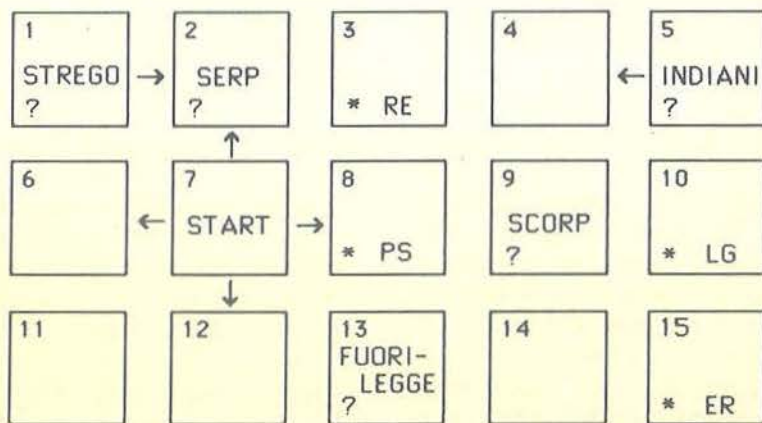 1 2 3 4 5
STREGO → SERP ← INDIANI
? ? * RE ?
↑
6 7 8 9 10
← START → SCORP
* PS ? * LG
↓
11 12 13 14 15
FUORI-
LEGGE
? * ER